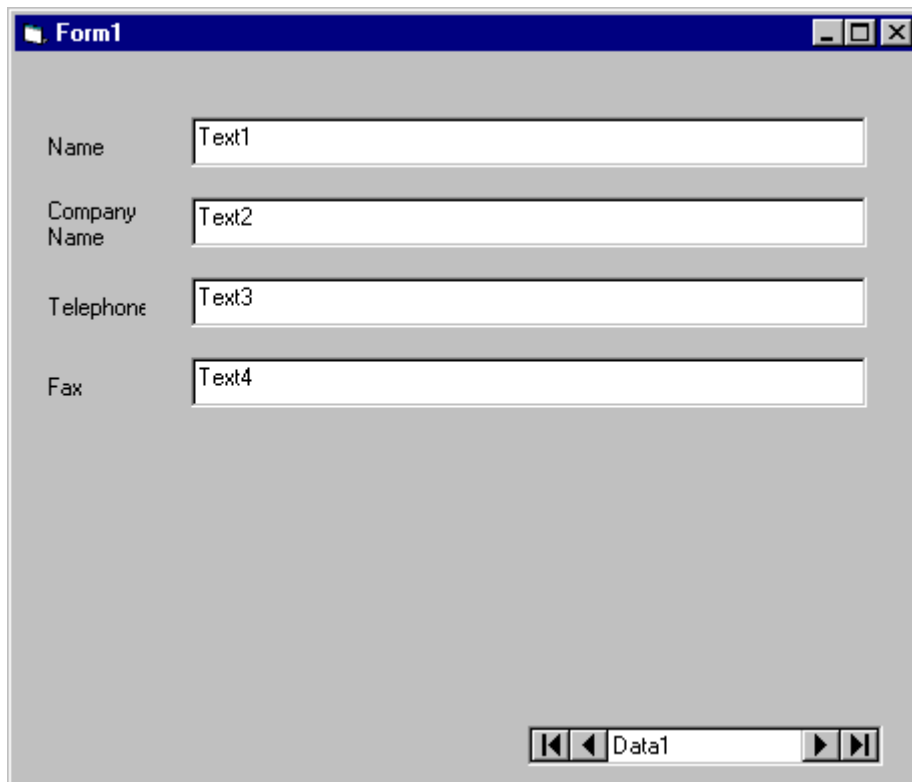 Form1
Name
Text1
Company
Name
Text2
Telephone
Text3
Fax
Text4
Data1